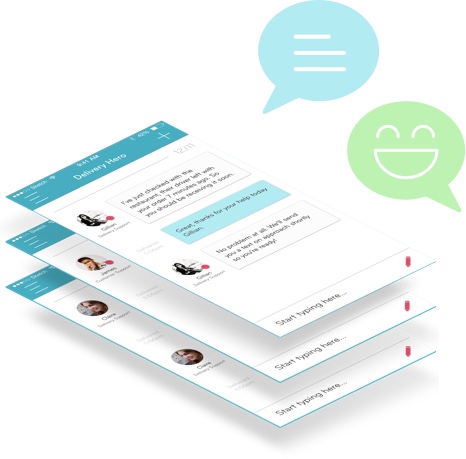 Sketch
9:41 AM
42%
Delivery Hero
12m
I've just checked with the
restaurant, their driver left with
your order 7 minutes ago. So
you should be receiving it soon.
Gillian
Delivery Support
Great, thanks for your help today
Gillian.
No problem at all. We'll send
you a text on approach shortly
so you're ready!
Gillian
Delivery Support
Start typing here...
Sketch
James
Customer Support
Start typing here...
Sketch
Claire
Delivery Support
Claire
Delivery Support
Start typing here...